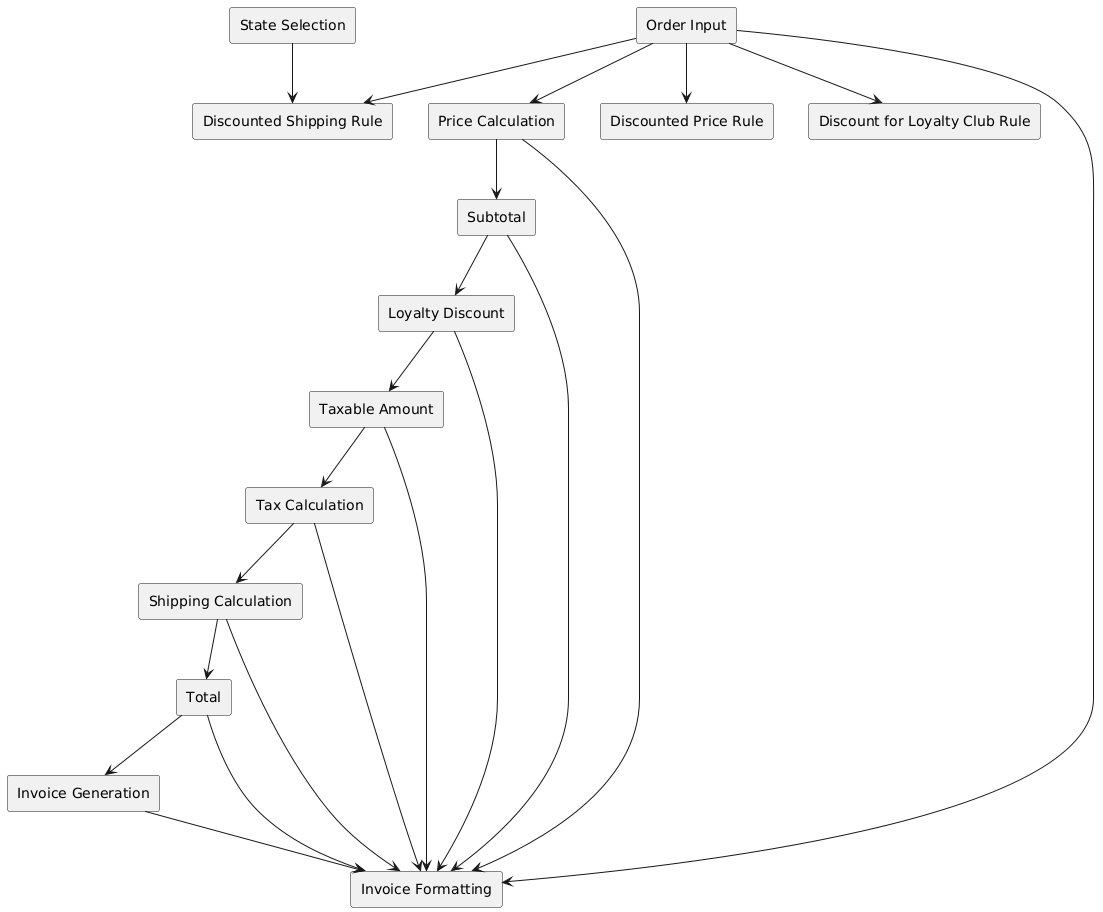 State Selection
Order Input
Discounted Shipping Rule
Price Calculation
Discounted Price Rule
Discount for Loyalty Club Rule
Subtotal
Loyalty Discount
Taxable Amount
Tax Calculation
Shipping Calculation
Total
Invoice Generation
Invoice Formatting